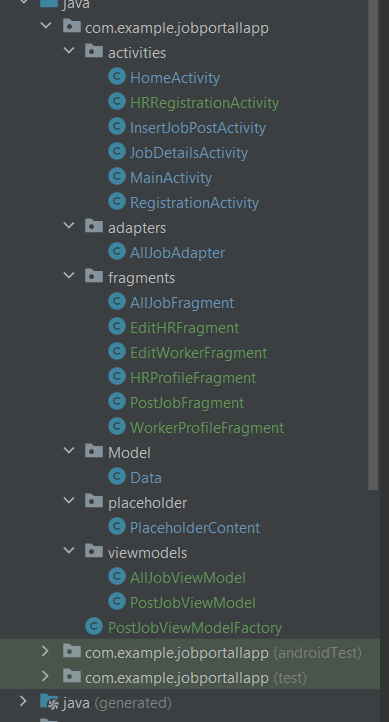 java
com.example.jobportallapp
activities
C HomeActivity
C HRRegistrationActivity
C InsertJobPostActivity
C JobDetailsActivity
C MainActivity
C RegistrationActivity
adapters
C AllJobAdapter
fragments
C AllJobFragment
C EditHRFragment
C EditWorkerFragment
C HRProfileFragment
C PostJobFragment
C WorkerProfileFragment
Model
C Data
placeholder
C PlaceholderContent
viewmodels
C AllJobViewModel
C PostJobViewModel
C PostJobViewModelFactory
com.example.jobportallapp (androidTest)
com.example.jobportallapp (test)
java (generated)